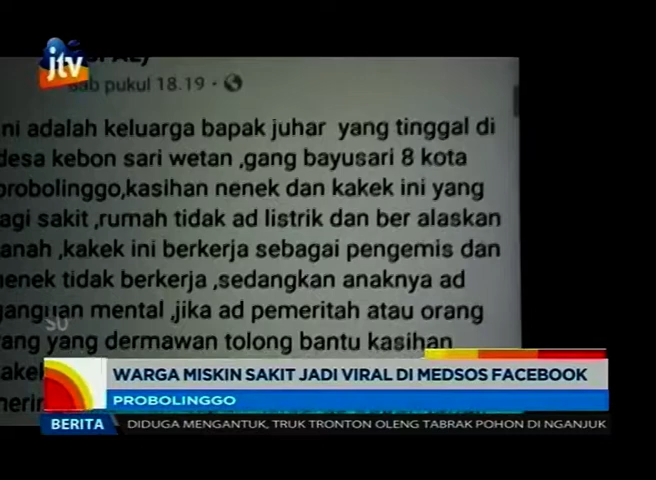 jtv
sab pukul 18.19 ·
ini adalah keluarga bapak juhar yang tinggal di
desa kebon sari wetan ,gang bayusari 8 kota
probolinggo,kasihan nenek dan kakek ini yang
lagi sakit ,rumah tidak ad listrik dan ber alaskan
tanah ,kakek ini berkerja sebagai pengemis dan
nenek tidak berkerja ,sedangkan anaknya ad
ganguan mental ,jika ad pemeritah atau orang
yang yang dermawan tolong bantu kasihan
WARGA MISKIN SAKIT JADI VIRAL DI MEDSOS FACEBOOK
PROBOLINGGO
BERITA DIDUGA MENGANTUK, TRUK TRONTON OLENG TABRAK POHON DI NGANJUK